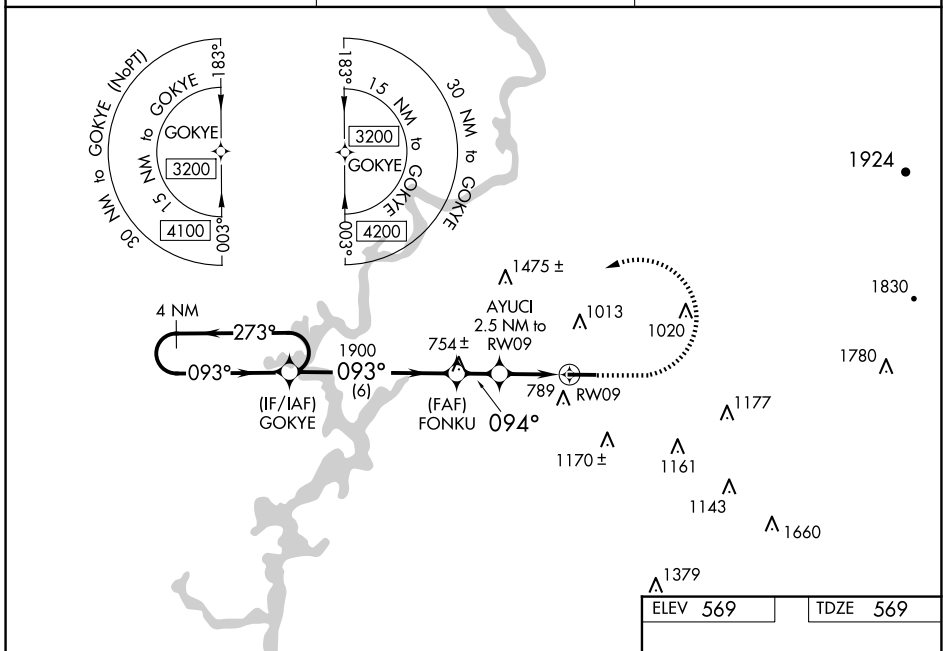 30 NM to GOKYE (NoPT)
15 NM to GOKYE
183°
GOKYE
3200
4100
003°
183°
15 NM to GOKYE
30 NM to GOKYE
3200
GOKYE
4200
003°
1924
1475 ±
1830
AYUCI
2.5 NM to
RW09
1013
1020
4 NM
273°
1900
754 ±
1780
093°
093°
(6)
789
RW09
(IF/IAF)
GOKYE
(FAF)
FONKU
094°
1177
1170 ±
1161
1143
1660
1379
ELEV 569
TDZE 569